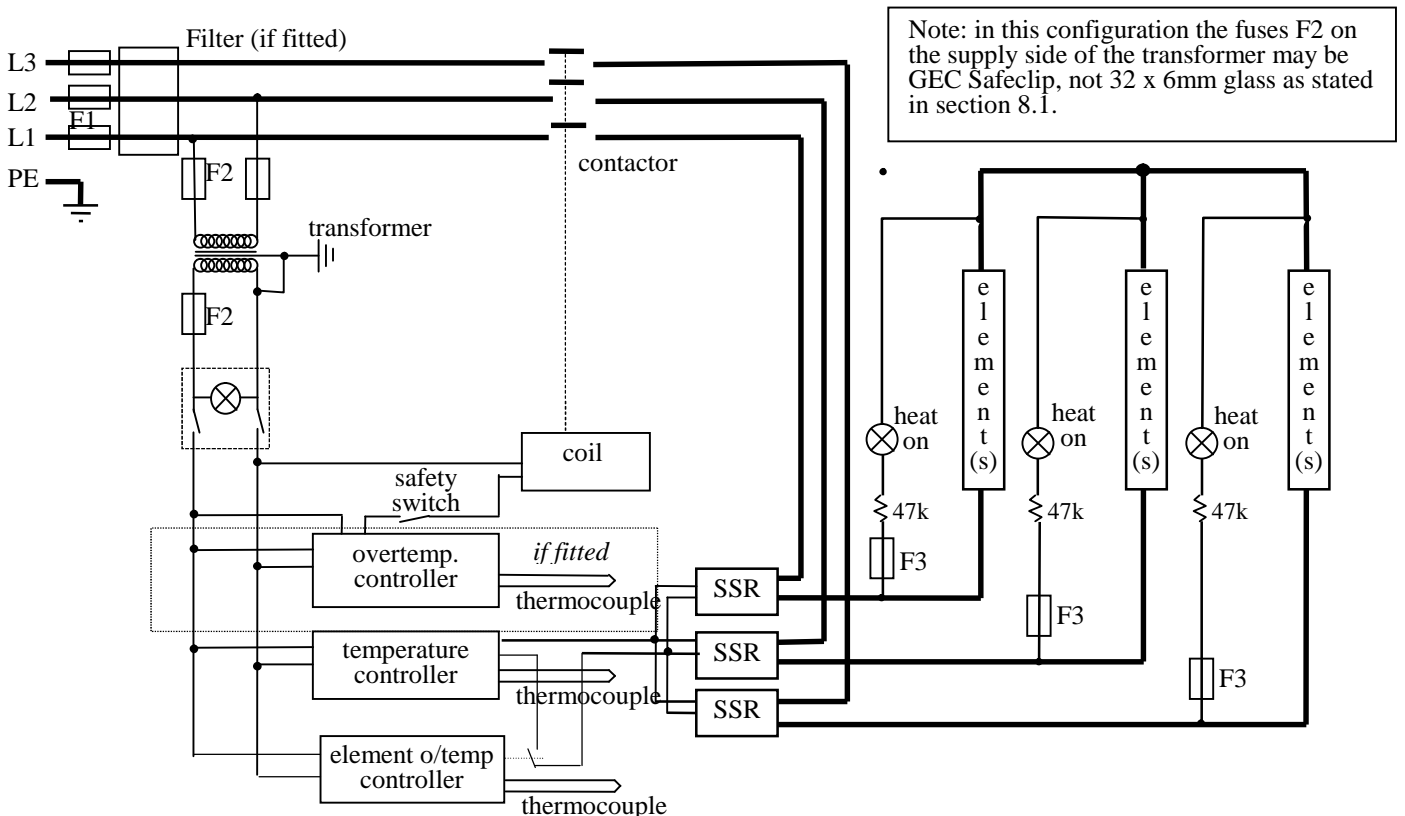 Filter (if fitted)
L3
L2
F1
L1
PE
F2
contactor
transformer
F2
Note: in this configuration the fuses F2 on
the supply side of the transformer may be
GEC Safeclip, not 32 x 6mm glass as stated
in section 8.1.
coil
safety
switch
overtemp.
controller
if fitted
thermocouple
temperature
controller
thermocouple
element o/temp
controller
thermocouple
SSR
SSR
SSR
heat
on
47k
F3
element(s)
heat
on
47k
F3
element(s)
heat
on
47k
F3
element(s)